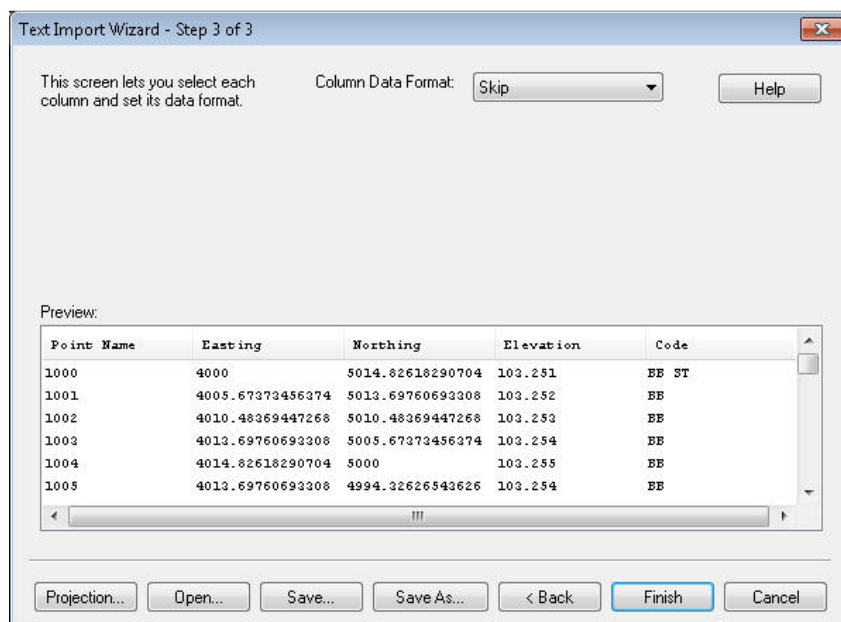 Text Import Wizard - Step 3 of 3
This screen lets you select each
column and set its data format.
Column Data Format: Skip
Help
Preview:
Point Name Easting Northing Elevation Code
1000 4000 5014.82618290704 103.251 BB ST
1001 4005.67373456374 5013.69760693308 103.252 BB
1002 4010.48369447268 5010.48369447268 103.253 BB
1003 4013.69760693308 5005.67373456374 103.254 BB
1004 4014.82618290704 5000 103.255 BB
1005 4013.69760693308 4994.32626543626 103.254 BB
Projection... Open... Save... Save As... < Back Finish Cancel